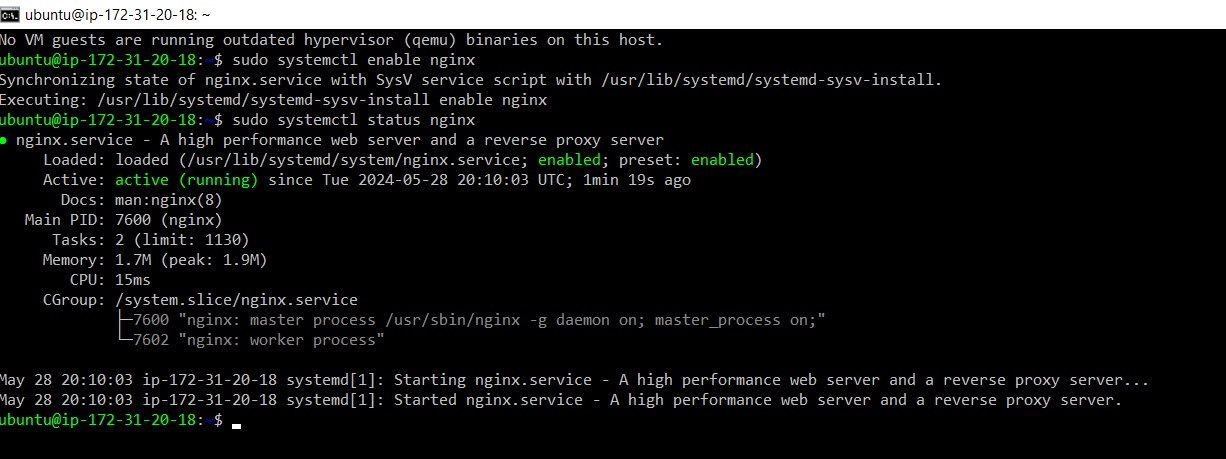 ubuntu@ip-172-31-20-18: ~
No VM guests are running outdated hypervisor (qemu) binaries on this host.
ubuntu@ip-172-31-20-18:~$ sudo systemctl enable nginx
Synchronizing state of nginx.service with SysV service script with /usr/lib/systemd/systemd-sysv-install.
Executing: /usr/lib/systemd/systemd-sysv-install enable nginx
ubuntu@ip-172-31-20-18:~$ sudo systemctl status nginx
● nginx.service - A high performance web server and a reverse proxy server
     Loaded: loaded (/usr/lib/systemd/system/nginx.service; enabled; preset: enabled)
     Active: active (running) since Tue 2024-05-28 20:10:03 UTC; 1min 19s ago
       Docs: man:nginx(8)
   Main PID: 7600 (nginx)
      Tasks: 2 (limit: 1130)
     Memory: 1.7M (peak: 1.9M)
        CPU: 15ms
     CGroup: /system.slice/nginx.service
             ├─7600 "nginx: master process /usr/sbin/nginx -g daemon on; master_process on;"
             └─7602 "nginx: worker process"
May 28 20:10:03 ip-172-31-20-18 systemd[1]: Starting nginx.service - A high performance web server and a reverse proxy server...
May 28 20:10:03 ip-172-31-20-18 systemd[1]: Started nginx.service - A high performance web server and a reverse proxy server.
ubuntu@ip-172-31-20-18:~$